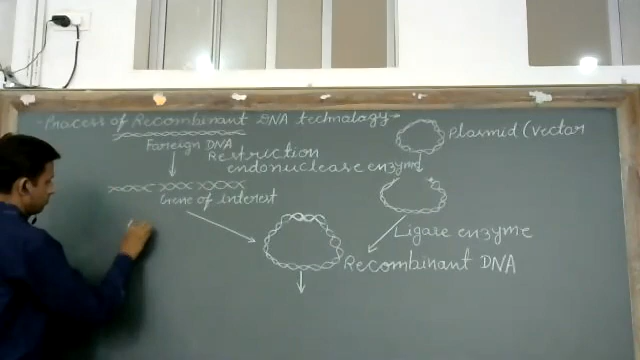 Process of Recombinant DNA technology
Plasmid (Vector
Foreign DNA
Restriction
endonuclease enzyme
Gene of interest
Ligase enzyme
Recombinant DNA